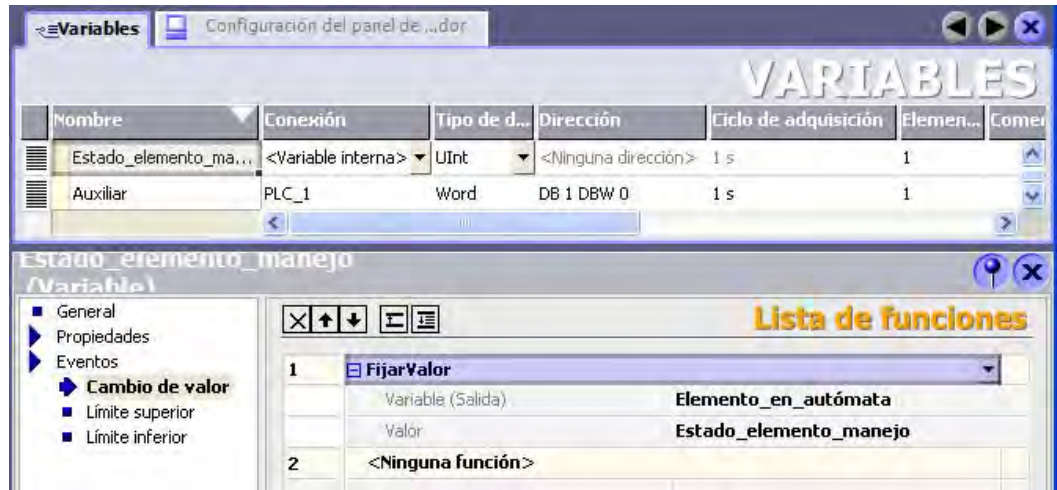 Variables
Configuración del panel de ...dor
VARIABLES
Nombre Conexión Tipo de d... Dirección Ciclo de adquisición Elemen... Comen
Estado_elemento_ma... <Variable interna> UInt <Ninguna dirección> 1 s 1
Auxiliar PLC_1 Word DB 1 DBW 0 1 s 1
Estado_elemento_manejo
(Variable)
Lista de funciones
General
Propiedades
Eventos
Cambio de valor
Límite superior
Límite inferior
1 FijarValor
Variable (Salida) Elemento_en_autómata
Valor Estado_elemento_manejo
2 <Ninguna función>